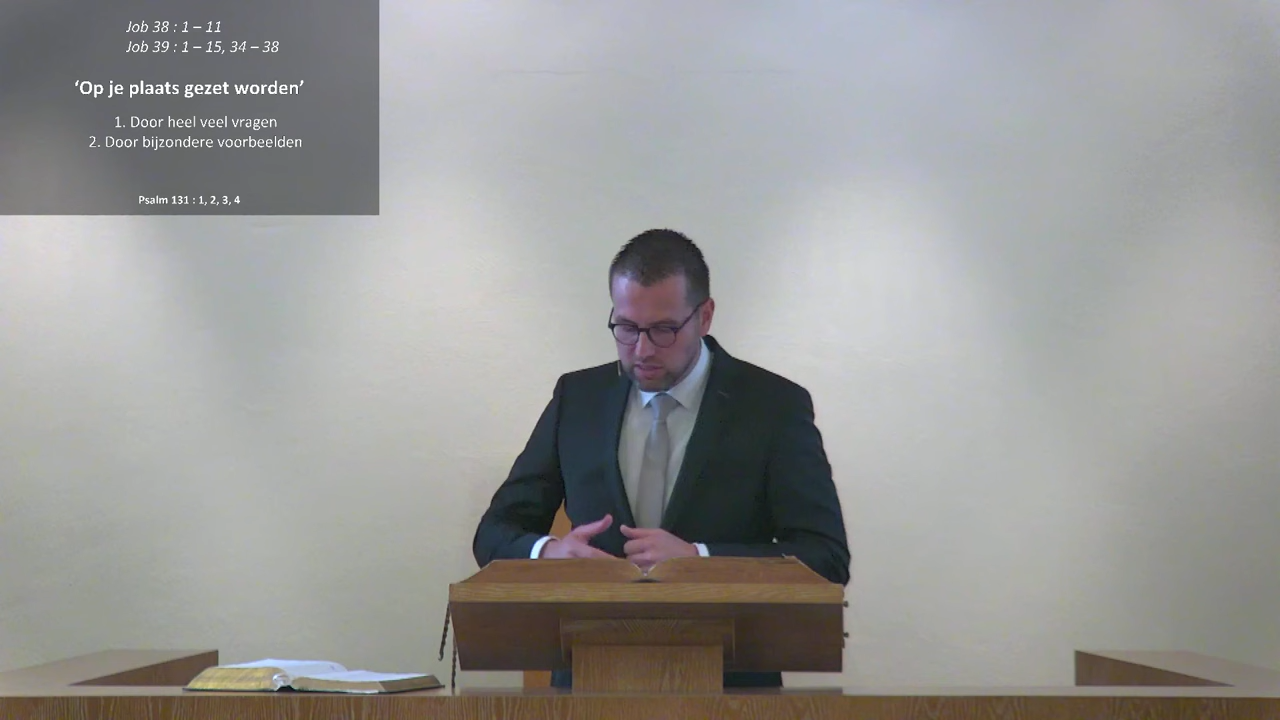 Job 38 : 1 – 11
Job 39 : 1 – 15, 34 – 38
‘Op je plaats gezet worden’
1. Door heel veel vragen
2. Door bijzondere voorbeelden
Psalm 131 : 1, 2, 3, 4